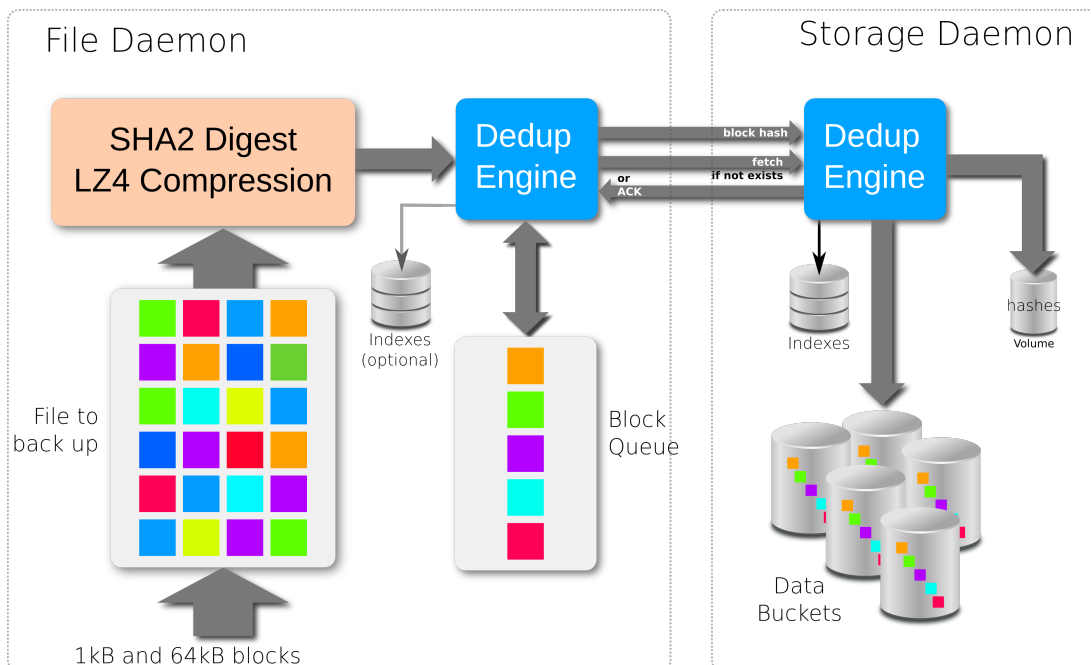 File Daemon
Storage Daemon
SHA2 Digest
LZ4 Compression
Dedup
Engine
block hash
fetch
if not exists
or
ACK
Dedup
Engine
Indexes
(optional)
Indexes
hashes
Volume
File to
back up
Block
Queue
Data
Buckets
1kB and 64kB blocks